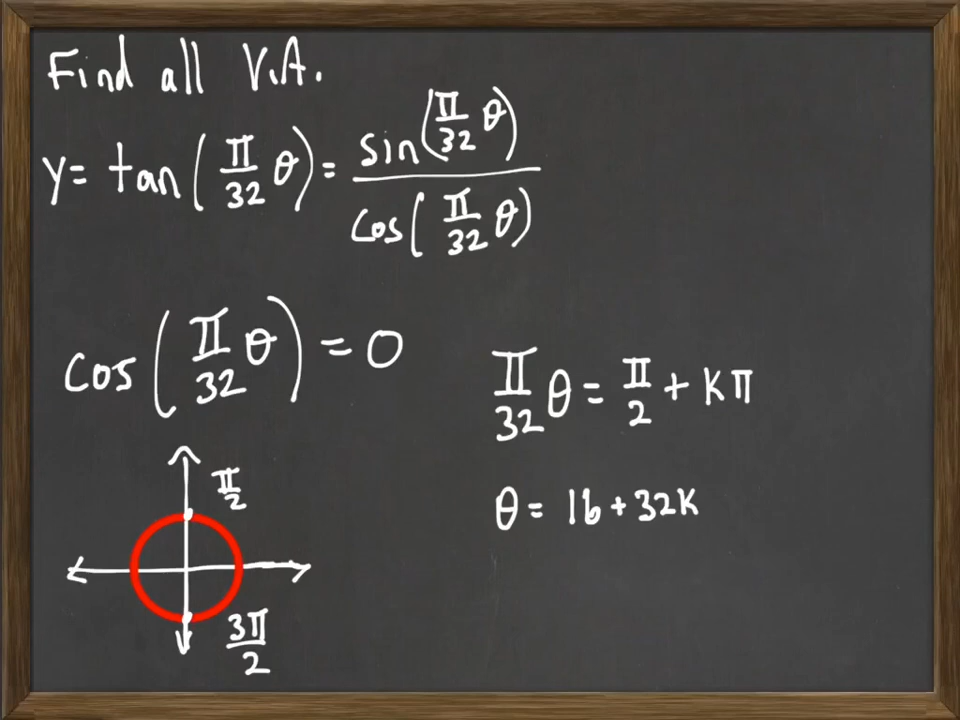 Find all V.A.
y = tan(π/32 θ) = sin(π/32 θ) / cos(π/32 θ)
cos(π/32 θ) = 0
π/32 θ = π/2 + Kπ
θ = 16 + 32K
π/2
3π/2